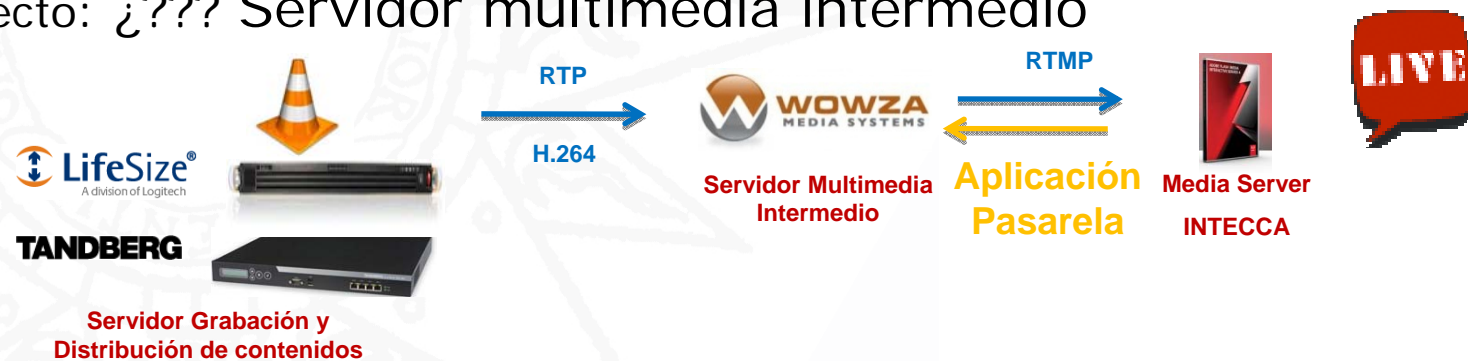 ecto: ¿??? Servidor multimedia intermedio
RTP
H.264
RTMP
LIVE
WOWZA
MEDIA SYSTEMS
LifeSize®
A division of Logitech
TANDBERG
Servidor Grabación y
Distribución de contenidos
Servidor Multimedia
Intermedio
Aplicación
Pasarela
Media Server
INTECCA